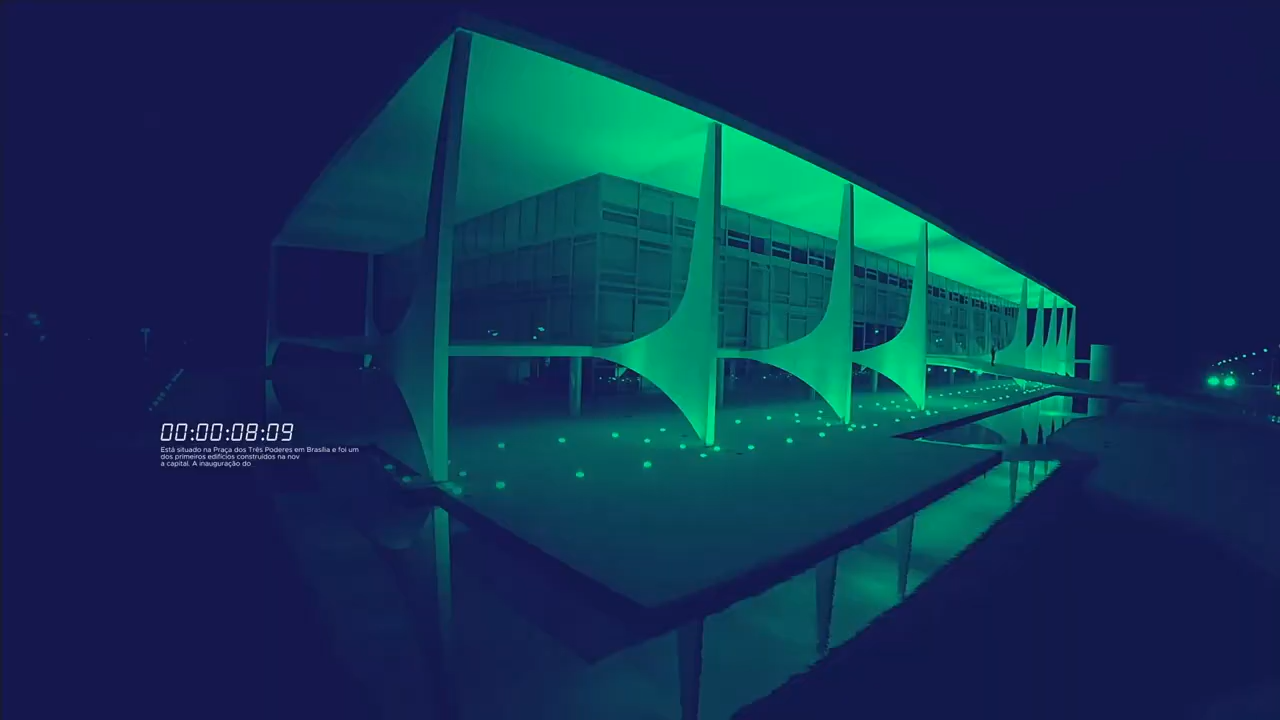 00:00:08:09
Está situado na Praça dos Três Poderes em Brasília e foi um
dos primeiros edifícios construídos na nov
a capital. A inauguração do